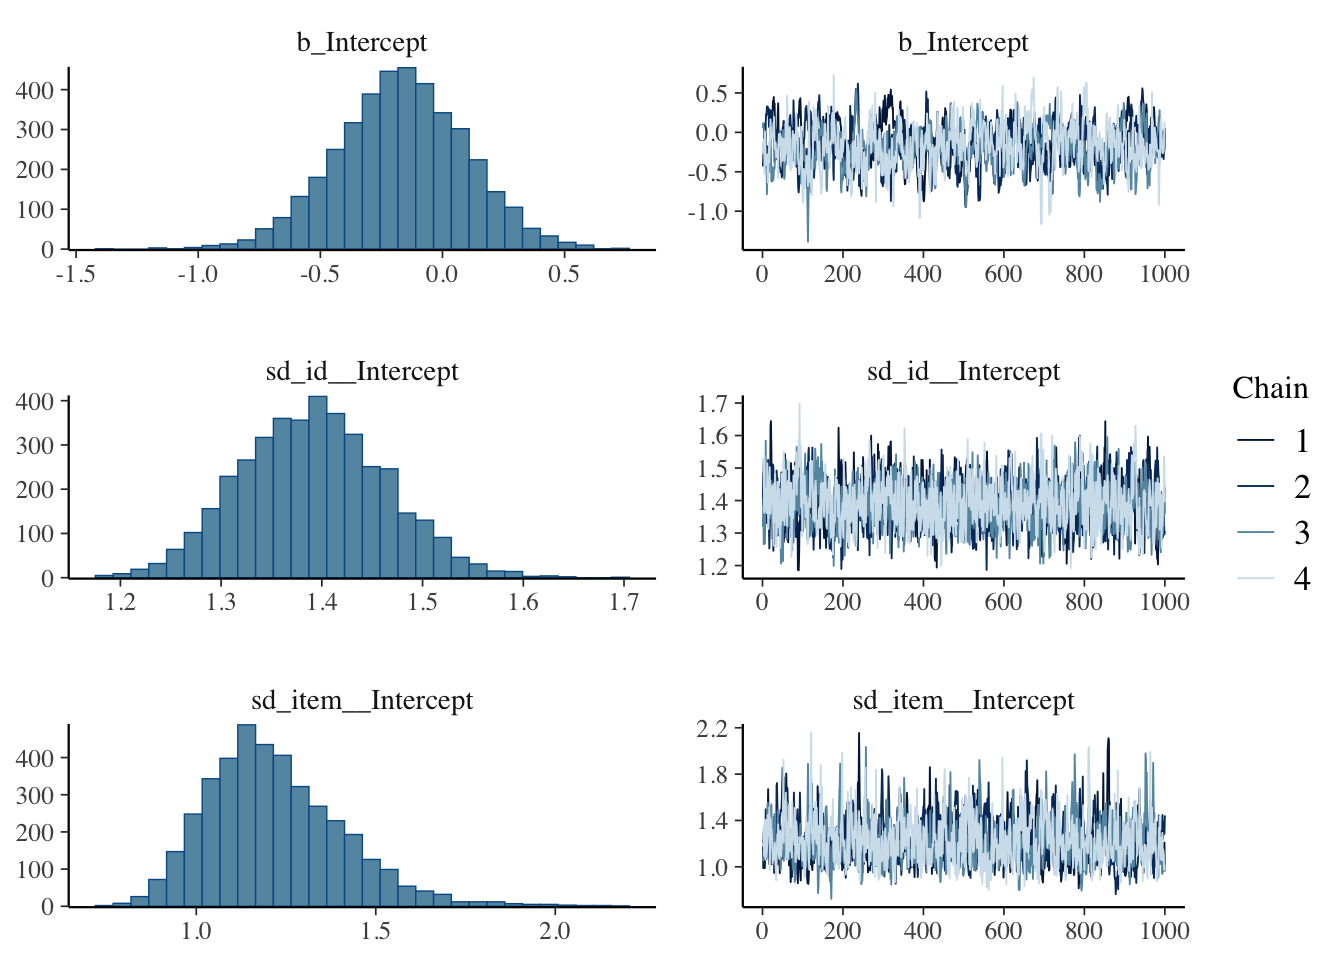 b_Intercept
400
300
200
100
0
-1.5 -1.0 -0.5 0.0 0.5
b_Intercept
0.5
0.0
-0.5
-1.0
0 200 400 600 800 1000
sd_id__Intercept
400
300
200
100
0
1.2 1.3 1.4 1.5 1.6 1.7
sd_id__Intercept
1.7
1.6
1.5
1.4
1.3
1.2
0 200 400 600 800 1000
sd_item__Intercept
400
300
200
100
0
1.0 1.5 2.0
sd_item__Intercept
2.2
1.8
1.4
1.0
0 200 400 600 800 1000
Chain
1
2
3
4